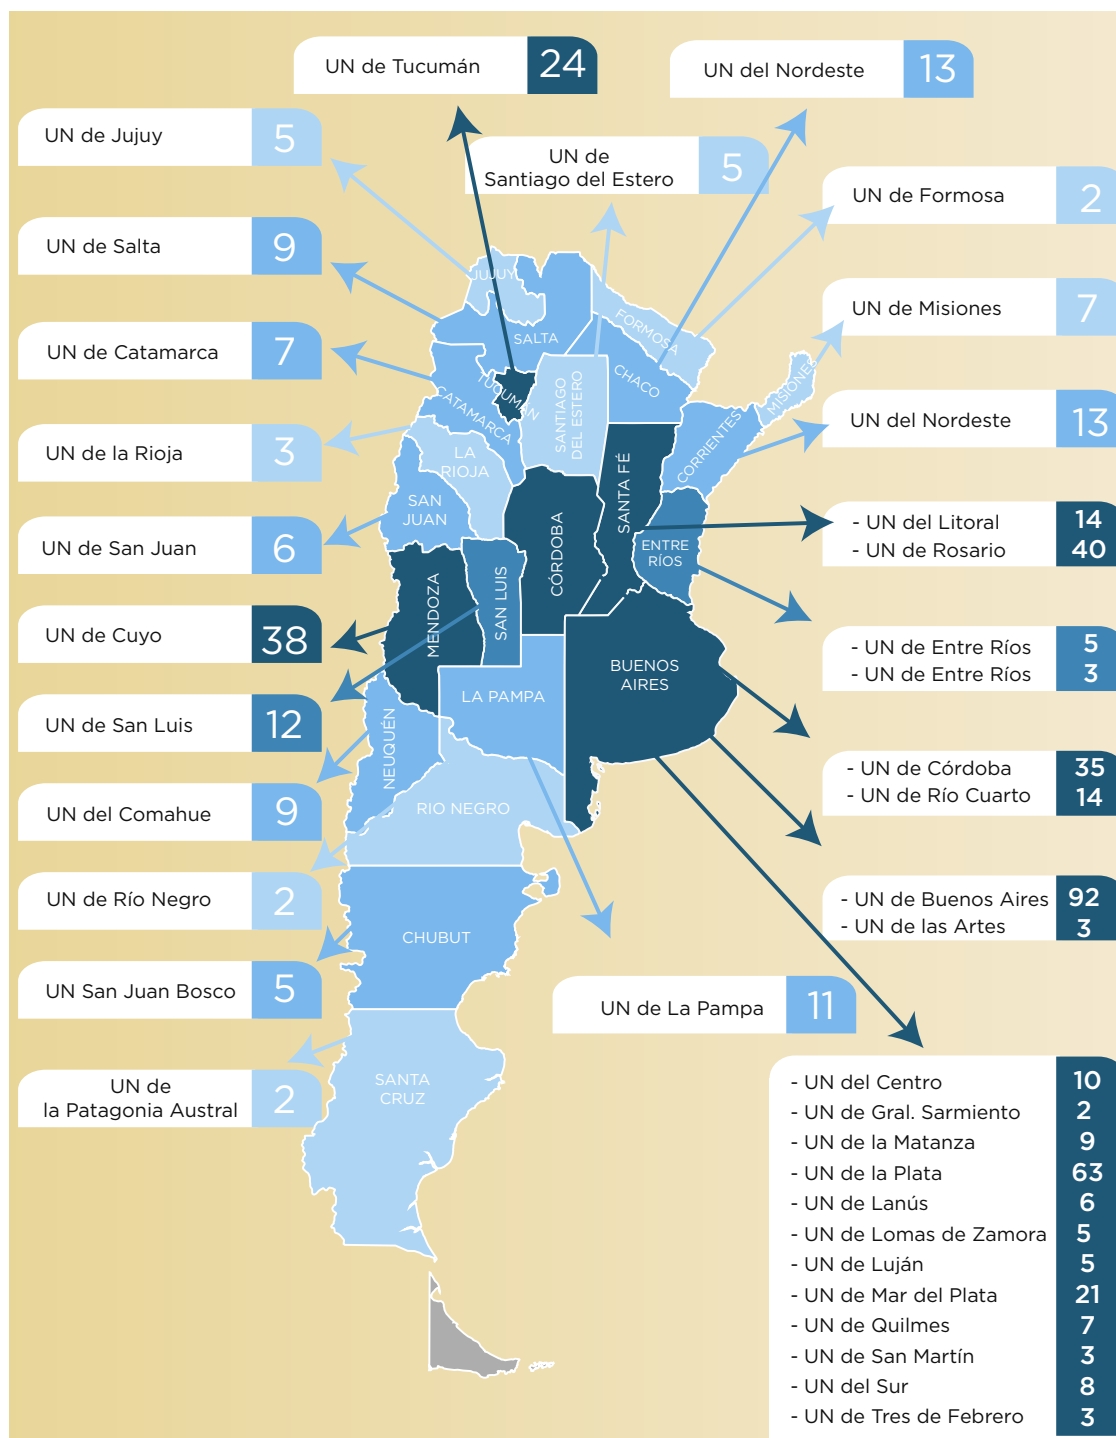 UN de Tucumán 24
UN del Nordeste 13
UN de Jujuy 5
UN de
Santiago del Estero 5
UN de Formosa 2
UN de Salta 9
UN de Misiones 7
UN de Catamarca 7
UN del Nordeste 13
UN de la Rioja 3
- UN del Litoral 14
- UN de Rosario 40
UN de San Juan 6
UN de Cuyo 38
- UN de Entre Ríos 5
- UN de Entre Ríos 3
UN de San Luis 12
- UN de Córdoba 35
- UN de Río Cuarto 14
UN del Comahue 9
UN de Río Negro 2
- UN de Buenos Aires 92
- UN de las Artes 3
UN San Juan Bosco 5
UN de La Pampa 11
UN de
la Patagonia Austral 2
- UN del Centro 10
- UN de Gral. Sarmiento 2
- UN de la Matanza 9
- UN de la Plata 63
- UN de Lanús 6
- UN de Lomas de Zamora 5
- UN de Luján 5
- UN de Mar del Plata 21
- UN de Quilmes 7
- UN de San Martín 3
- UN del Sur 8
- UN de Tres de Febrero 3
JUJUY
SALTA
FORMOSA
CHACO
TUCUMÁN
CATAMARCA
SANTIAGO
DEL ESTERO
MISIONES
CORRIENTES
LA
RIOJA
SANTA FÉ
SAN
JUAN
CÓRDOBA
ENTRE
RÍOS
MENDOZA
SAN LUIS
BUENOS
AIRES
LA PAMPA
NEUQUÉN
RIO NEGRO
CHUBUT
SANTA
CRUZ